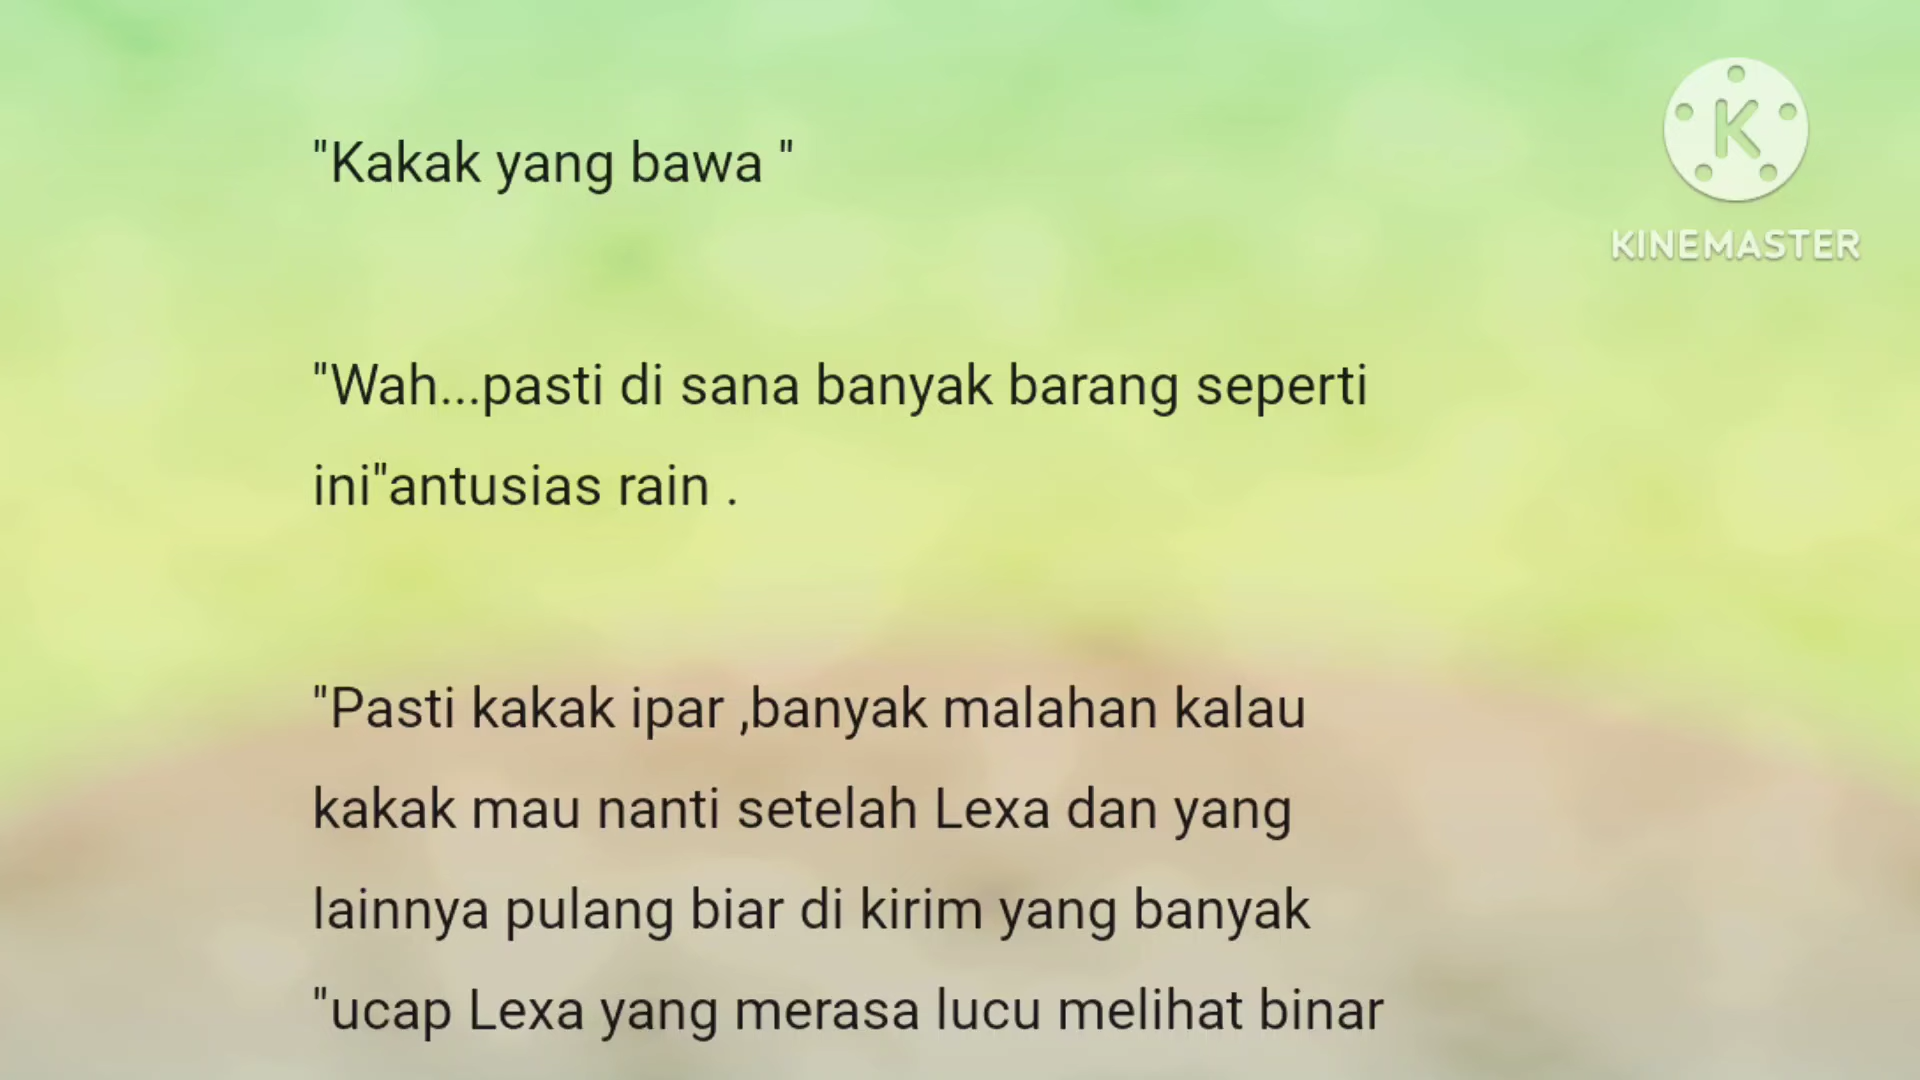 "Kakak yang bawa "
K
KINEMASTER
"Wah...pasti di sana banyak barang seperti
ini"antusias rain .
"Pasti kakak ipar ,banyak malahan kalau
kakak mau nanti setelah Lexa dan yang
lainnya pulang biar di kirim yang banyak
"ucap Lexa yang merasa lucu melihat binar